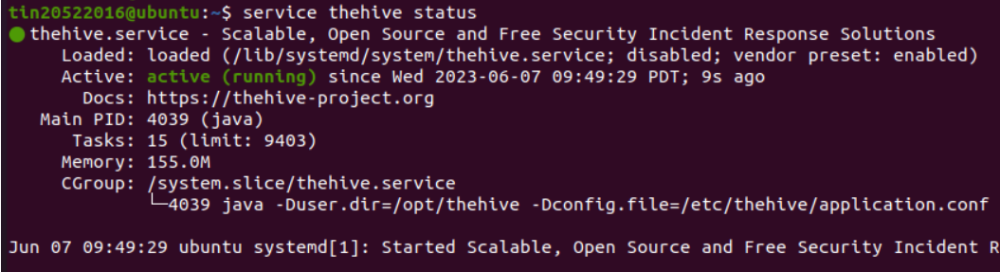 tin20522016@ubuntu:~$ service thehive status
● thehive.service - Scalable, Open Source and Free Security Incident Response Solutions
Loaded: loaded (/lib/systemd/system/thehive.service; disabled; vendor preset: enabled)
Active: active (running) since Wed 2023-06-07 09:49:29 PDT; 9s ago
Docs: https://thehive-project.org
Main PID: 4039 (java)
Tasks: 15 (limit: 9403)
Memory: 155.0M
CGroup: /system.slice/thehive.service
└─4039 java -Duser.dir=/opt/thehive -Dconfig.file=/etc/thehive/application.conf
Jun 07 09:49:29 ubuntu systemd[1]: Started Scalable, Open Source and Free Security Incident R